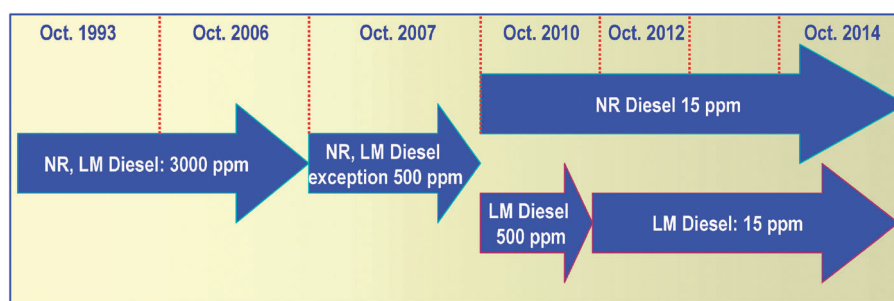 Oct. 1993 Oct. 2006 Oct. 2007 Oct. 2010 Oct. 2012 Oct. 2014
NR Diesel 15 ppm
NR, LM Diesel: 3000 ppm
NR, LM Diesel
exception 500 ppm
LM Diesel
500 ppm
LM Diesel: 15 ppm